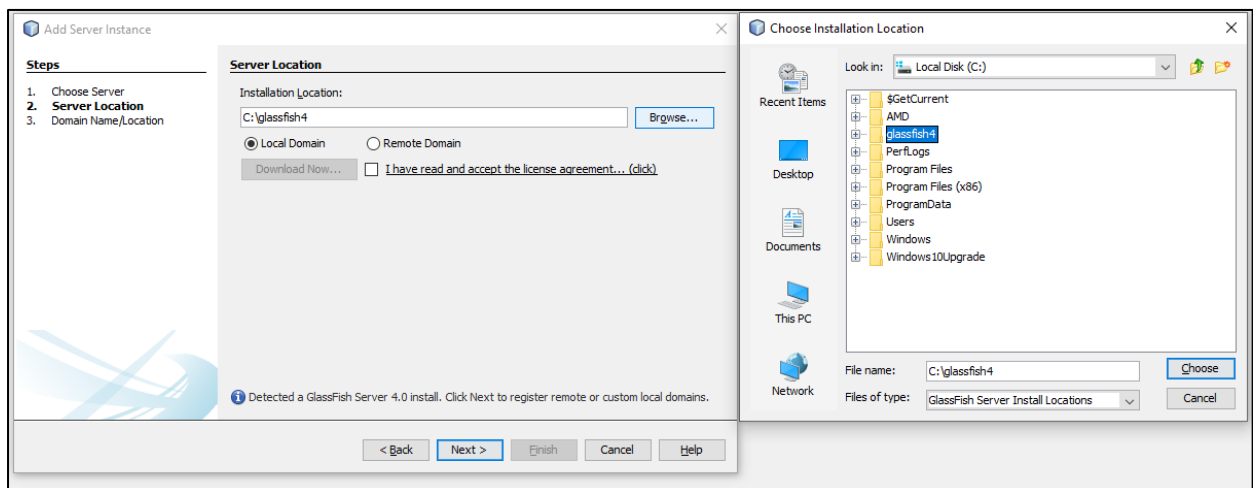 Add Server Instance
Steps
1. Choose Server
2. Server Location
3. Domain Name/Location
Server Location
Installation Location:
C:\glassfish4
Browse...
Local Domain
Remote Domain
Download Now...
I have read and accept the license agreement... (click)
Detected a GlassFish Server 4.0 install. Click Next to register remote or custom local domains.
< Back
Next >
Finish
Cancel
Help
Choose Installation Location
Look in:
Local Disk (C:)
Recent Items
Desktop
Documents
This PC
Network
$GetCurrent
AMD
glassfish4
PerfLogs
Program Files
Program Files (x86)
ProgramData
Users
Windows
Windows10Upgrade
File name:
C:\glassfish4
Choose
Files of type:
GlassFish Server Install Locations
Cancel